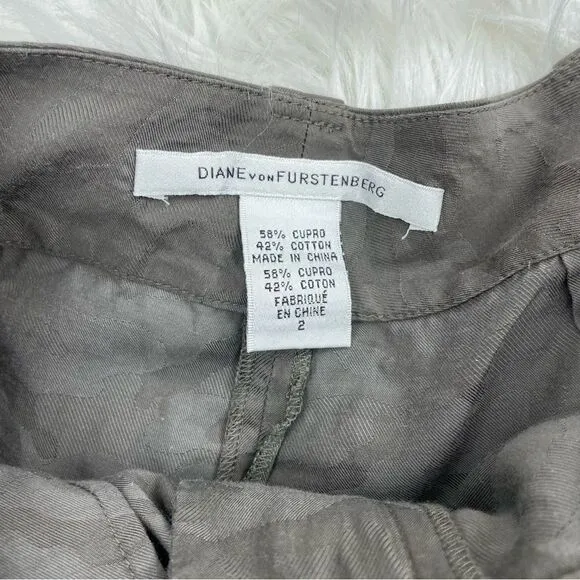 DIANE VON FURSTENBERG
58% CUPRO
42% COTTON
MADE IN CHINA
58% CUPRO
42% COTON
FABRIQUÉ
EN CHINE
2